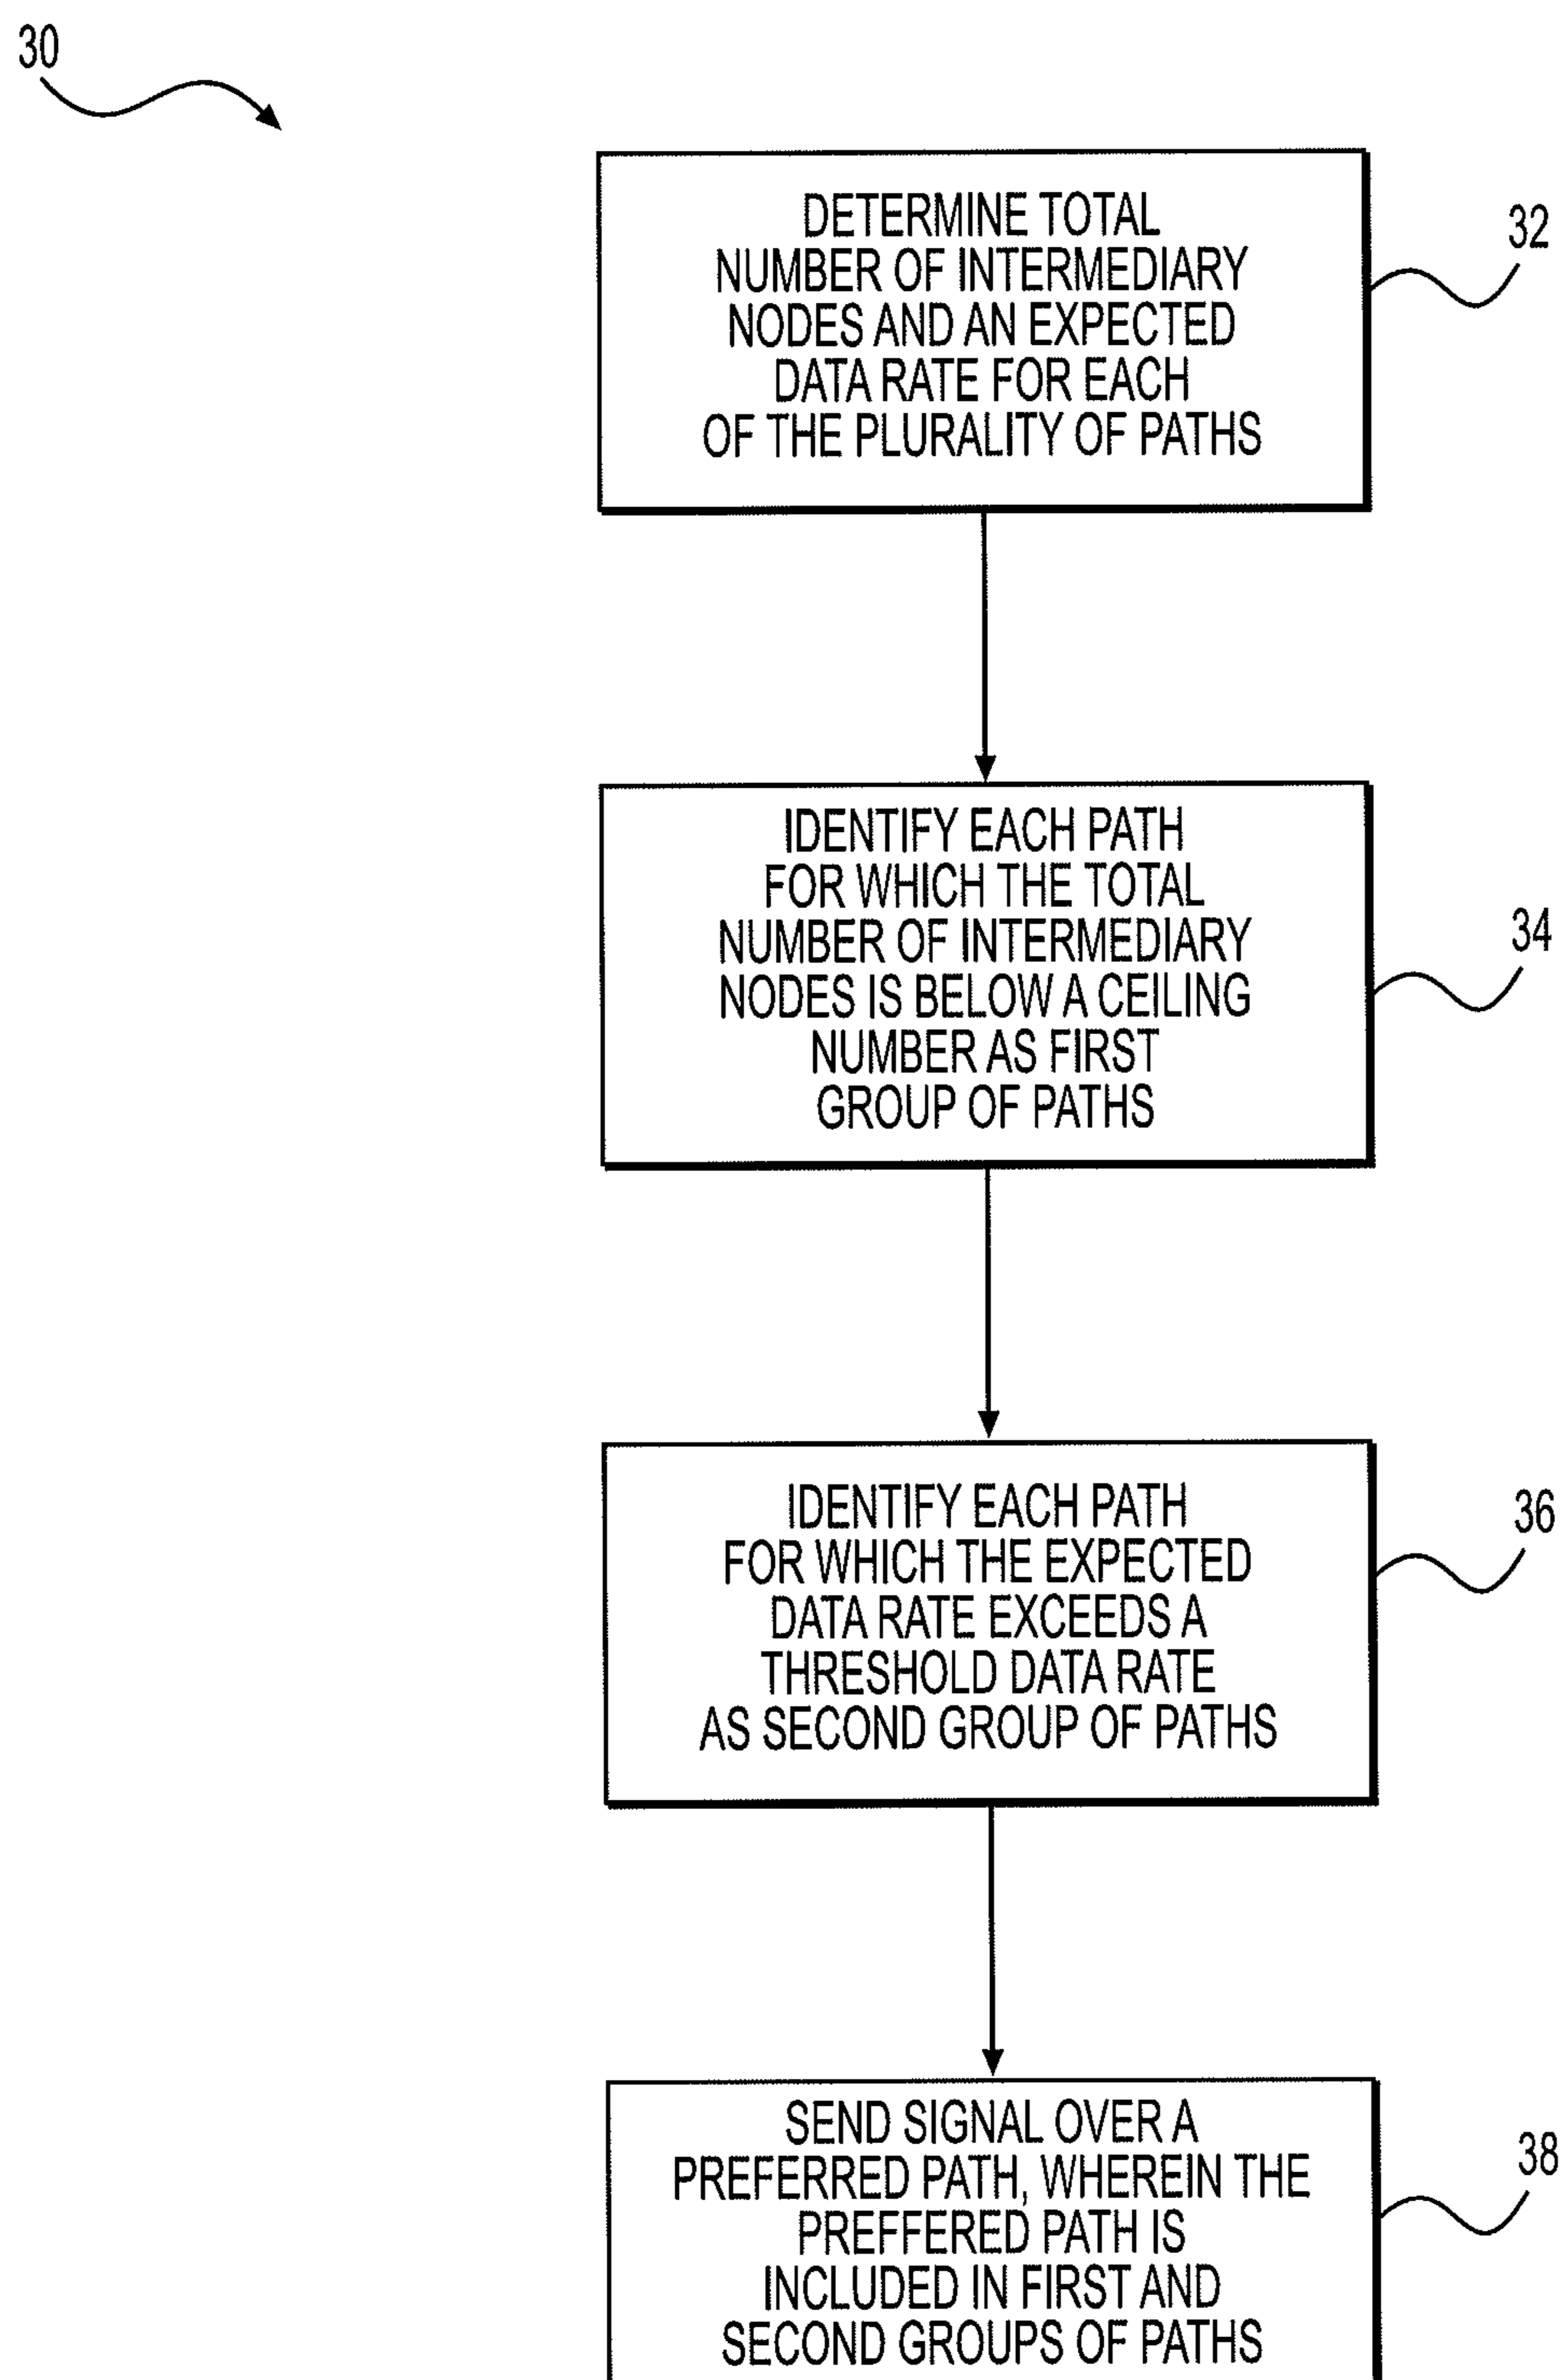 30
DETERMINE TOTAL
NUMBER OF INTERMEDIARY
NODES AND AN EXPECTED
DATA RATE FOR EACH
OF THE PLURALITY OF PATHS
32
IDENTIFY EACH PATH
FOR WHICH THE TOTAL
NUMBER OF INTERMEDIARY
NODES IS BELOW A CEILING
NUMBER AS FIRST
GROUP OF PATHS
34
IDENTIFY EACH PATH
FOR WHICH THE EXPECTED
DATA RATE EXCEEDS A
THRESHOLD DATA RATE
AS SECOND GROUP OF PATHS
36
SEND SIGNAL OVER A
PREFERRED PATH, WHEREIN THE
PREFFERED PATH IS
INCLUDED IN FIRST AND
SECOND GROUPS OF PATHS
38